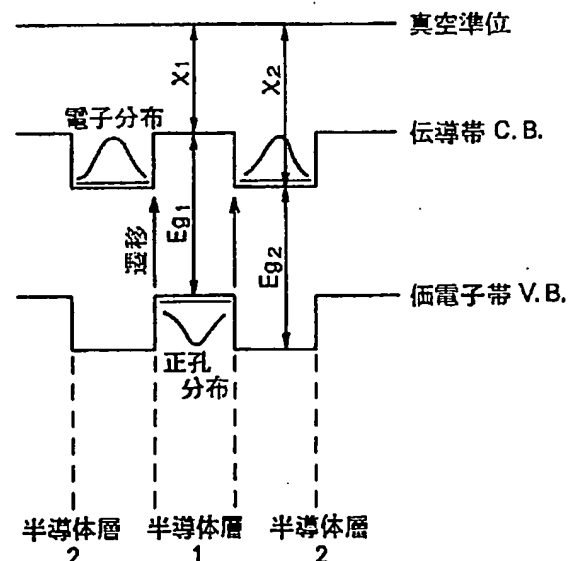 真空準位
χ1
χ2
電子分布
伝導帯 C.B.
Eg1
Eg2
遷移
価電子帯 V.B.
正孔
分布
半導体層
2
半導体層
1
半導体層
2